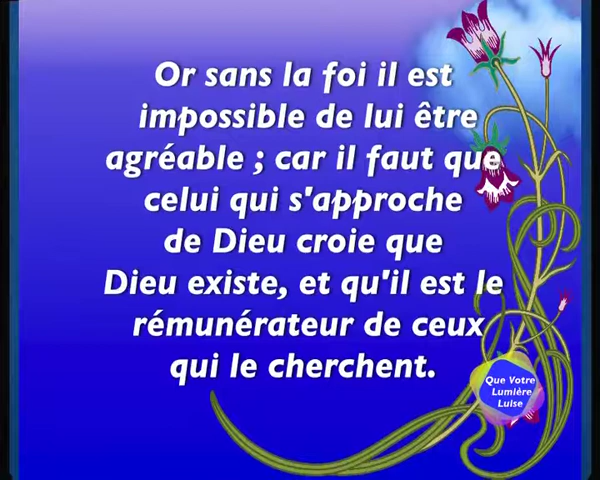 Or sans la foi il est
impossible de lui être
agréable ; car il faut que
celui qui s'approche
de Dieu croie que
Dieu existe, et qu'il est le
rémunérateur de ceux
qui le cherchent.
Que Votre
Lumière
Luise